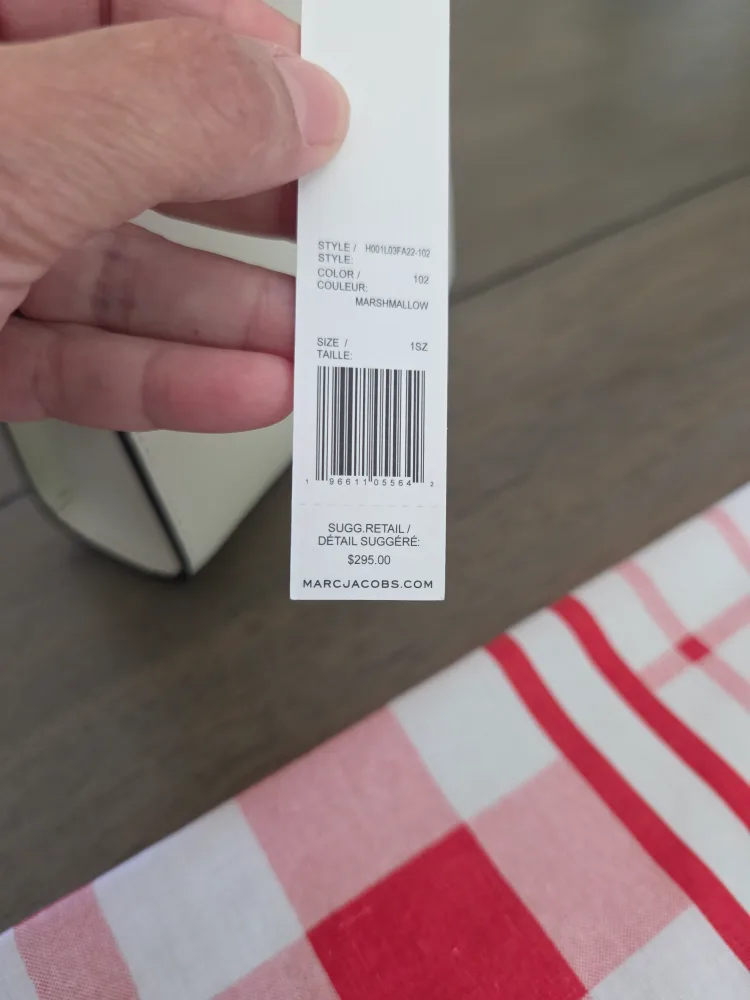 STYLE / H001L03FA22-102
STYLE:
COLOR / 102
COULEUR:
MARSHMALLOW
SIZE / 1SZ
TAILLE:
1 96611 05564 2
SUGG.RETAIL /
DÉTAIL SUGGÉRÉ:
$295.00
MARCJACOBS.COM